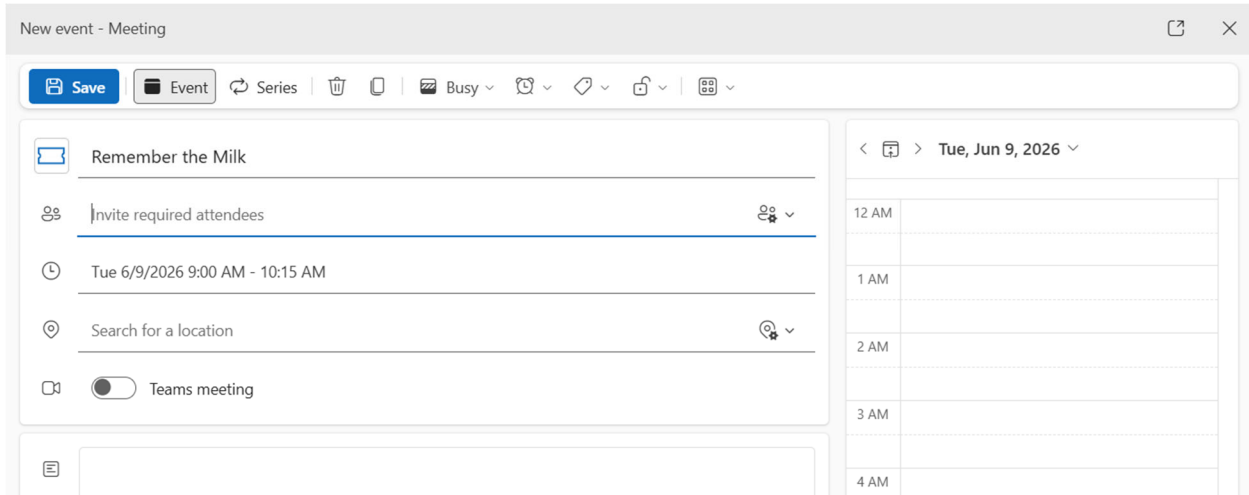 New event - Meeting
Save Event Series Busy
Remember the Milk
Invite required attendees
Tue 6/9/2026 9:00 AM - 10:15 AM
Search for a location
Teams meeting
Tue, Jun 9, 2026
12 AM
1 AM
2 AM
3 AM
4 AM